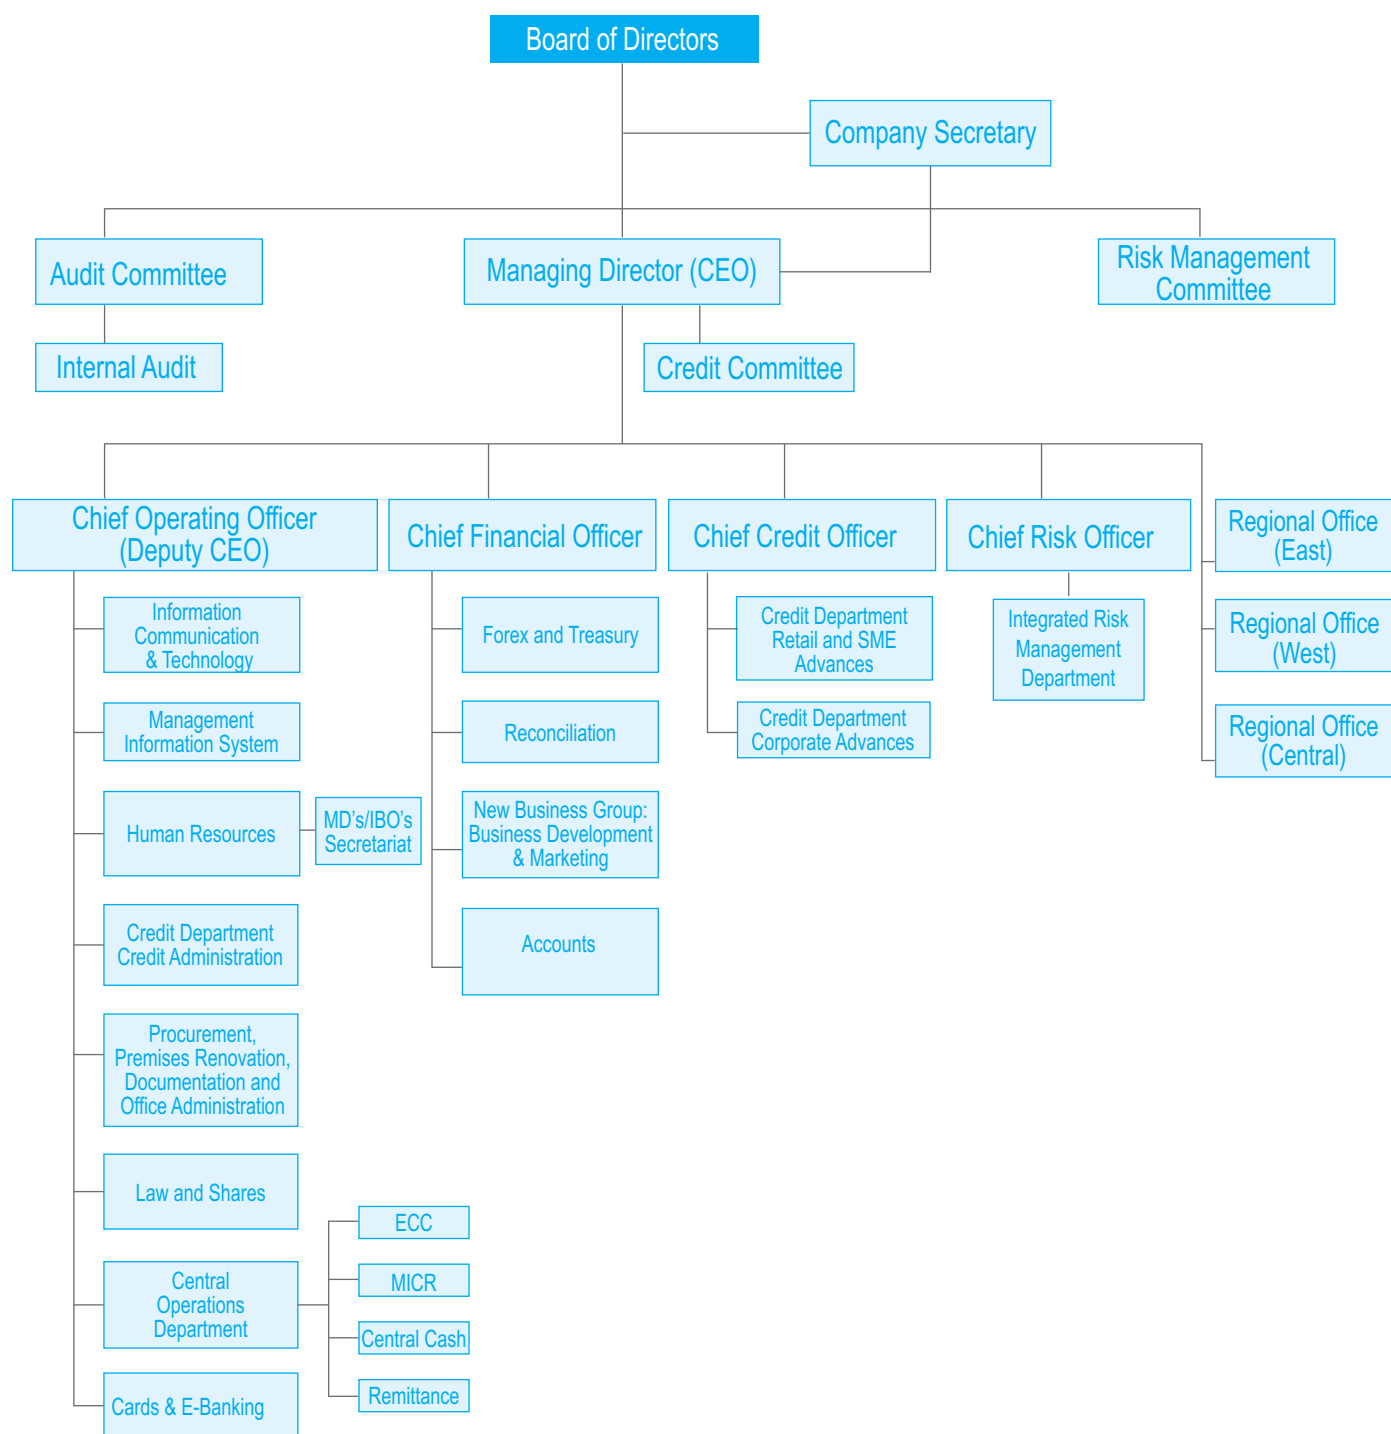 Board of Directors
Company Secretary
Audit Committee
Managing Director (CEO)
Risk Management
Committee
Internal Audit
Credit Committee
Chief Operating Officer
(Deputy CEO)
Chief Financial Officer
Chief Credit Officer
Chief Risk Officer
Regional Office
(East)
Regional Office
(West)
Regional Office
(Central)
Information
Communication
& Technology
Management
Information System
Human Resources
MD's/IBO's
Secretariat
Credit Department
Credit Administration
Procurement,
Premises Renovation,
Documentation and
Office Administration
Law and Shares
Central
Operations
Department
ECC
MICR
Central Cash
Remittance
Cards & E-Banking
Forex and Treasury
Reconciliation
New Business Group:
Business Development
& Marketing
Accounts
Credit Department
Retail and SME
Advances
Credit Department
Corporate Advances
Integrated Risk
Management
Department